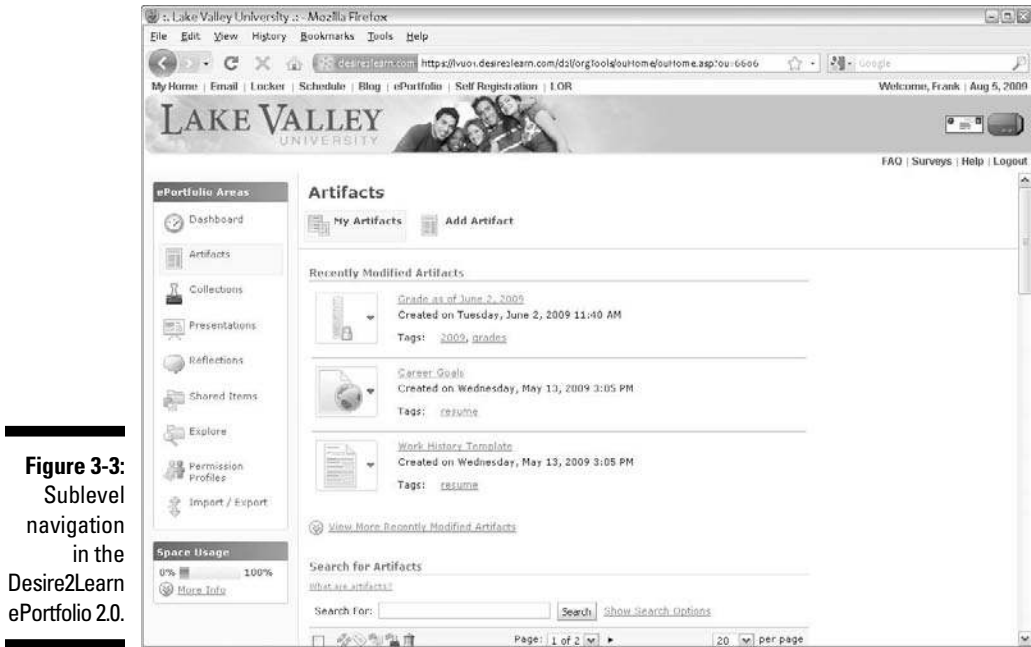 :. Lake Valley University .: - Mozilla Firefox
File Edit View History Bookmarks Tools Help
desire2learn.com https://lvu01.desire2learn.com/d2l/orgTools/ouHome/ouHome.asp?ou=6606
Google
My Home | Email | Locker | Schedule | Blog | ePortfolio | Self Registration | LOR
Welcome, Frank | Aug 5, 2009
LAKE VALLEY
UNIVERSITY
FAQ | Surveys | Help | Logout
ePortfolio Areas
Dashboard
Artifacts
Collections
Presentations
Reflections
Shared Items
Explore
Permission
Profiles
Import / Export
Space Usage
0% 100%
More Info
Artifacts
My Artifacts Add Artifact
Recently Modified Artifacts
Grade as of June 2, 2009
Created on Tuesday, June 2, 2009 11:40 AM
Tags: 2009, grades
Career Goals
Created on Wednesday, May 13, 2009 3:05 PM
Tags: resume
Work History Template
Created on Wednesday, May 13, 2009 3:05 PM
Tags: resume
View More Recently Modified Artifacts
Search for Artifacts
What are artifacts?
Search For: Search Show Search Options
Page: 1 of 2 20 per page
Figure 3-3:
Sublevel
navigation
in the
Desire2Learn
ePortfolio 2.0.